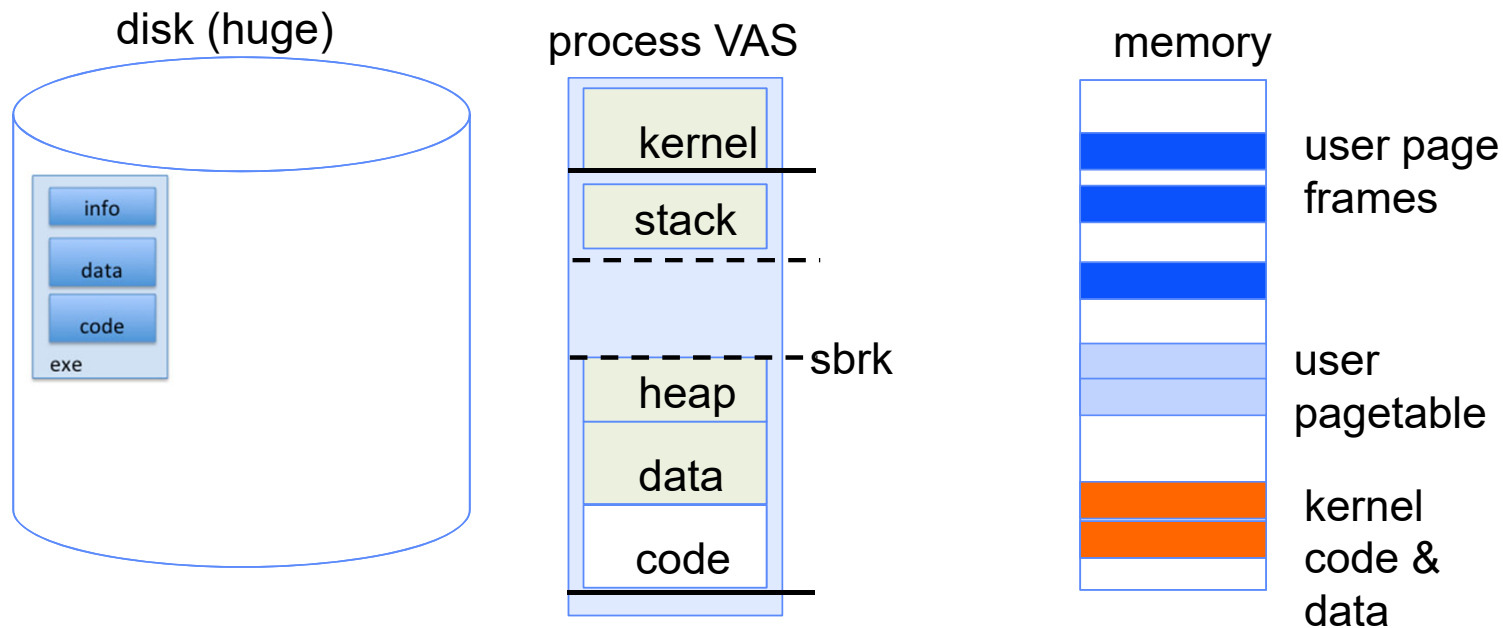 disk (huge)
info
data
code
exe
process VAS
kernel
stack
sbrk
heap
data
code
memory
user page
frames
user
pagetable
kernel
code &
data